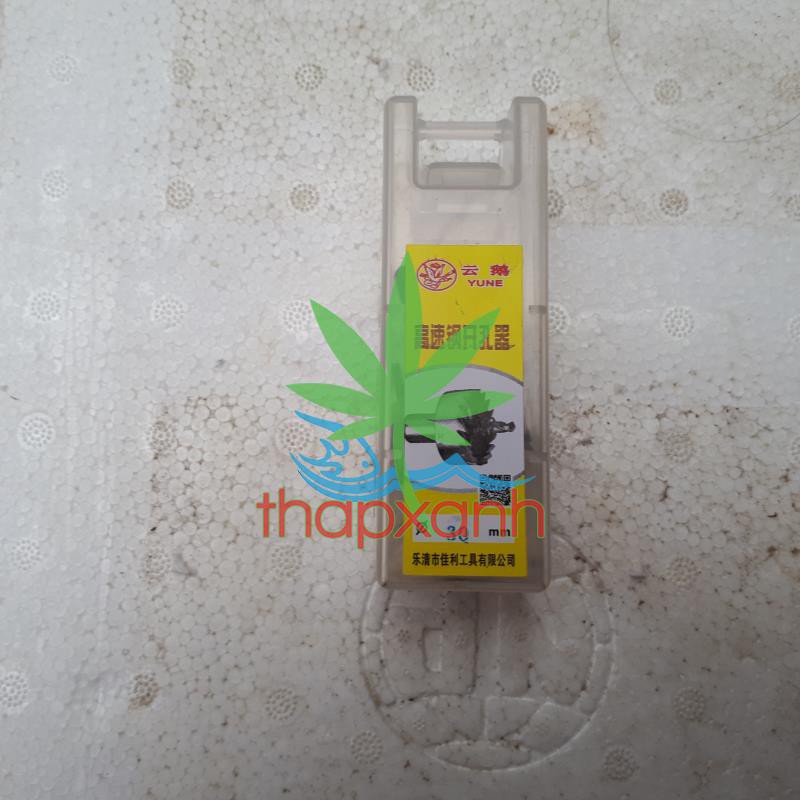 云鹅
YUNE
高速钢开孔器
thapxanh
mm
乐清市佳利工具有限公司